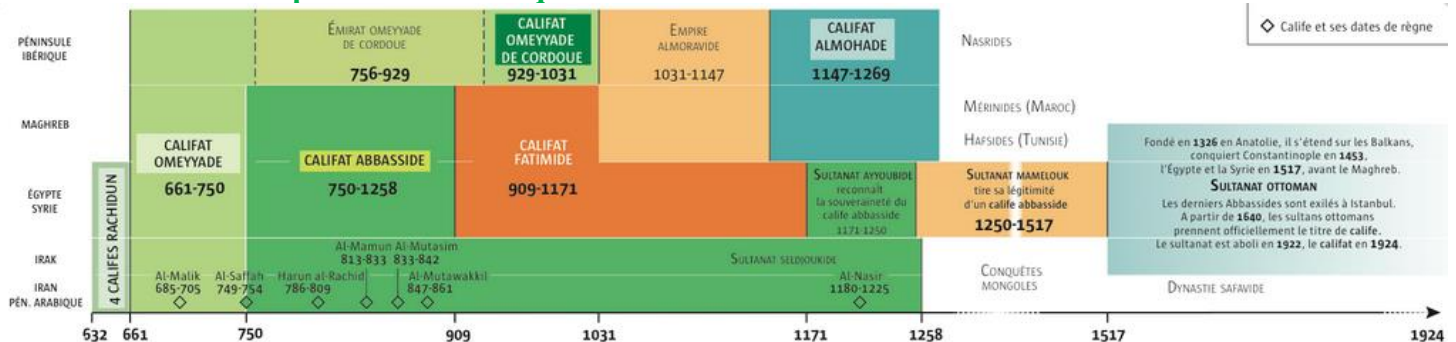 PÉNINSULE
IBÉRIQUE
ÉMIRAT OMEYYADE
DE CORDOUE
756-929
CALIFAT
OMEYYADE
DE CORDOUE
929-1031
EMPIRE
ALMORAVIDE
1031-1147
CALIFAT
ALMOHADE
1147-1269
NASRIDES
Calife et ses dates de règne
MAGHREB
MÉRINIDES (MAROC)
HAFSIDES (TUNISIE)
4 CALIFES RACHIDUN
CALIFAT
OMEYYADE
661-750
CALIFAT ABBASSIDE
750-1258
CALIFAT
FATIMIDE
909-1171
ÉGYPTE
SYRIE
SULTANAT AYYOUBIDE
reconnaît
la souveraineté du
calife abbasside
1171-1250
SULTANAT MAMELOUK
tire sa légitimité
d'un calife abbasside
1250-1517
Fondé en 1326 en Anatolie, il s'étend sur les Balkans,
conquiert Constantinople en 1453,
l'Égypte et la Syrie en 1517, avant le Maghreb.
SULTANAT OTTOMAN
Les derniers Abbassides sont exilés à Istanbul.
A partir de 1640, les sultans ottomans
prennent officiellement le titre de calife.
Le sultanat est aboli en 1922, le califat en 1924.
IRAK
SULTANAT SELDJOUKIDE
IRAN
PÉN. ARABIQUE
Al-Malik
685-705
Al-Saffah
749-754
Harun al-Rachid
786-809
Al-Mamun
813-833
Al-Mutasim
833-842
Al-Mutawakkil
847-861
Al-Nasir
1180-1225
CONQUÊTES
MONGOLES
DYNASTIE SAFAVIDE
632 661 750 909 1031 1171 1258 1517 1924